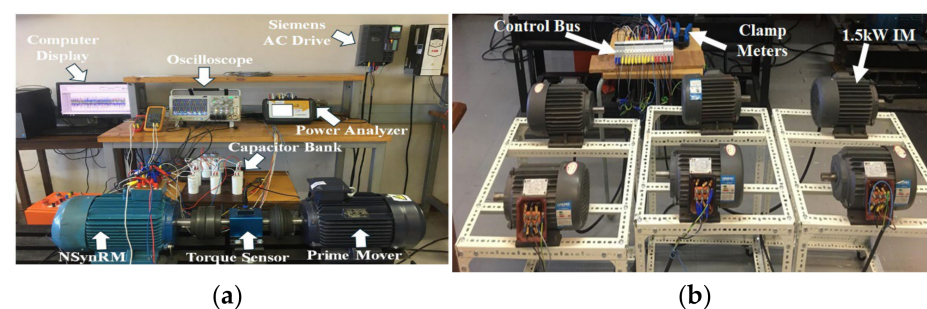 Siemens
AC Drive
Computer
Display
Oscilloscope
Power Analyzer
Capacitor Bank
NSynRM
Torque Sensor
Prime Mover
(a)
Control Bus
Clamp
Meters
1.5kW IM
(b)